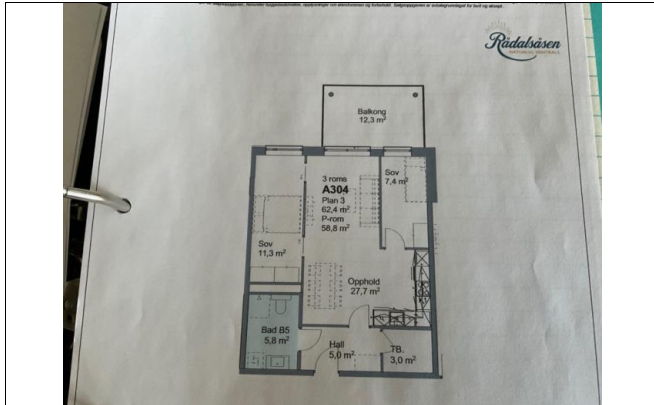 Rådalsåsen
NATURLIG SENTRALT
Balkong
12,3 m²
3 roms
A304
Plan 3
62,4 m²
P-rom
58,8 m²
Sov
7,4 m²
Sov
11,3 m²
Opphold
27,7 m²
Bad B5
5,8 m²
Hall
5,0 m²
TB.
3,0 m²